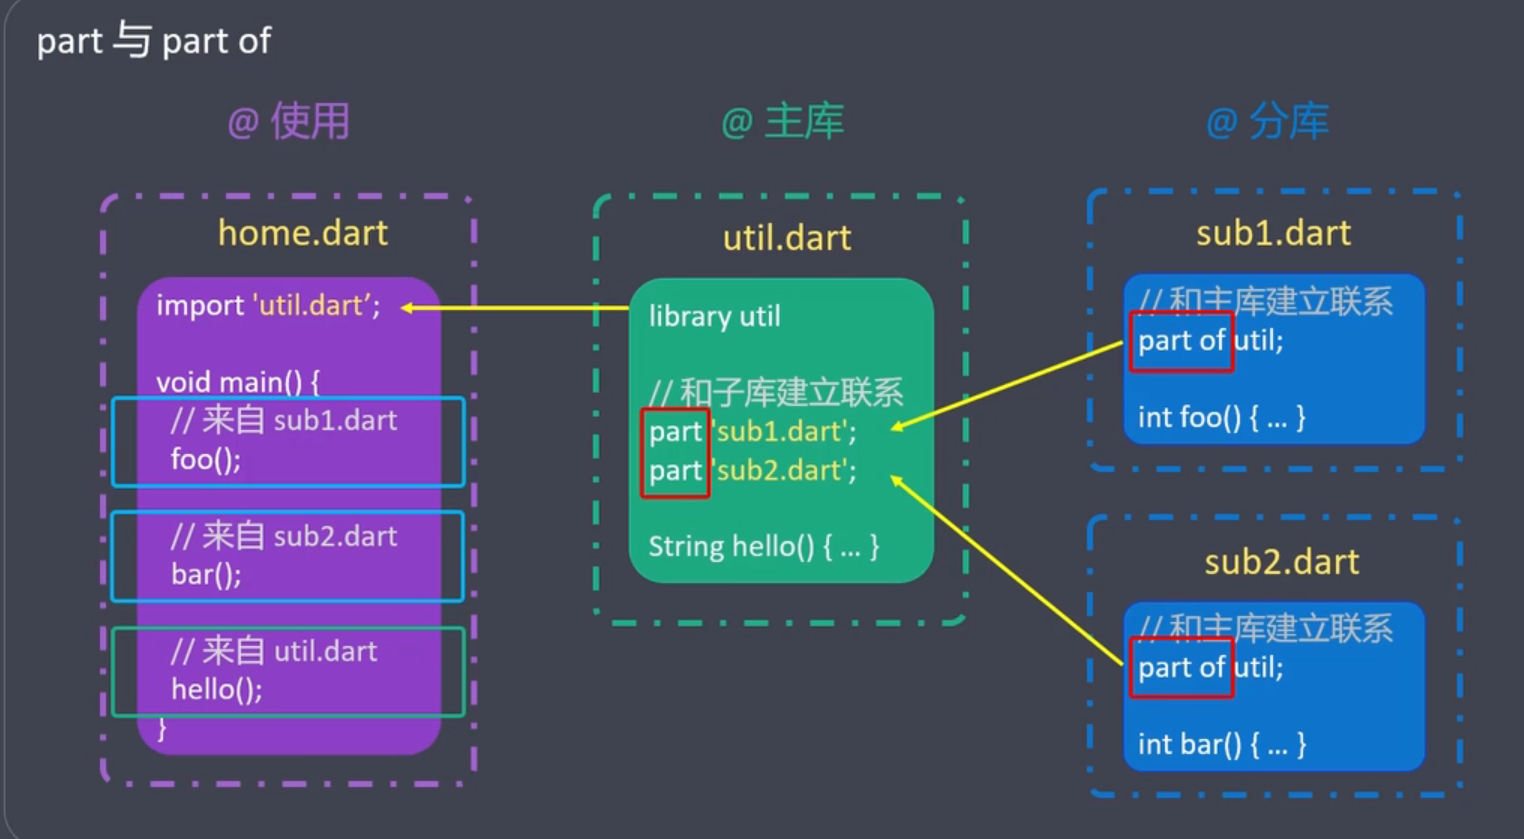 part 与 part of
@ 使用
home.dart
import 'util.dart’;
void main() {
// 来自 sub1.dart
foo();
// 来自 sub2.dart
bar();
// 来自 util.dart
hello();
}
@ 主库
util.dart
library util
// 和子库建立联系
part 'sub1.dart';
part 'sub2.dart';
String hello() { ... }
@ 分库
sub1.dart
// 和主库建立联系
part of util;
int foo() { ... }
sub2.dart
// 和主库建立联系
part of util;
int bar() { ... }